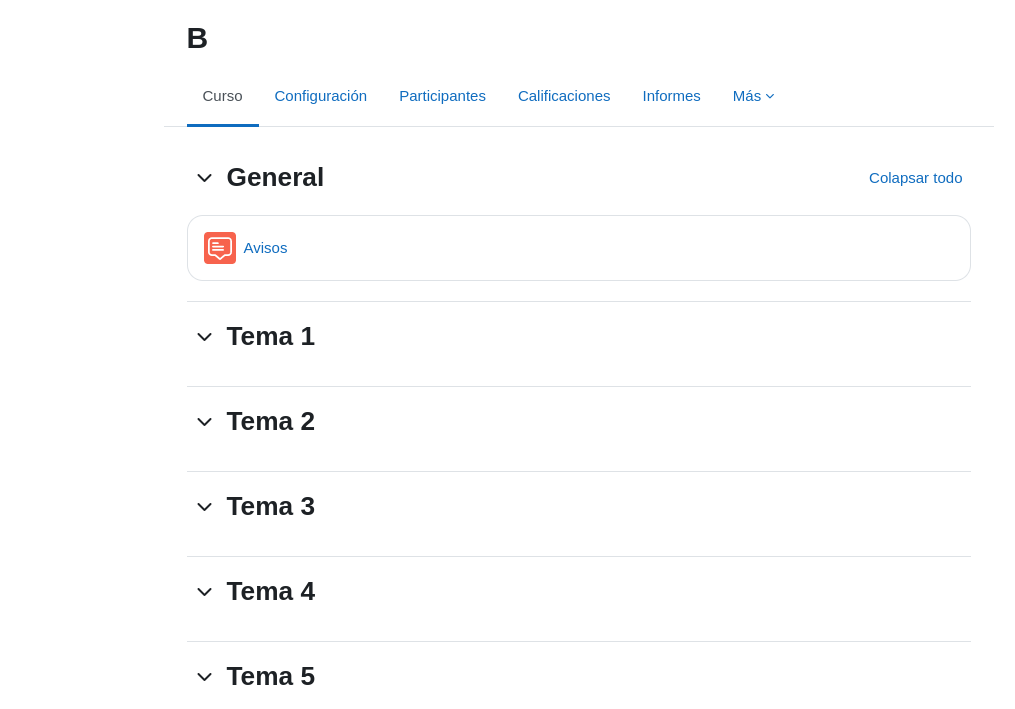 B
Curso Configuración Participantes Calificaciones Informes Más
General Colapsar todo
Avisos
Tema 1
Tema 2
Tema 3
Tema 4
Tema 5